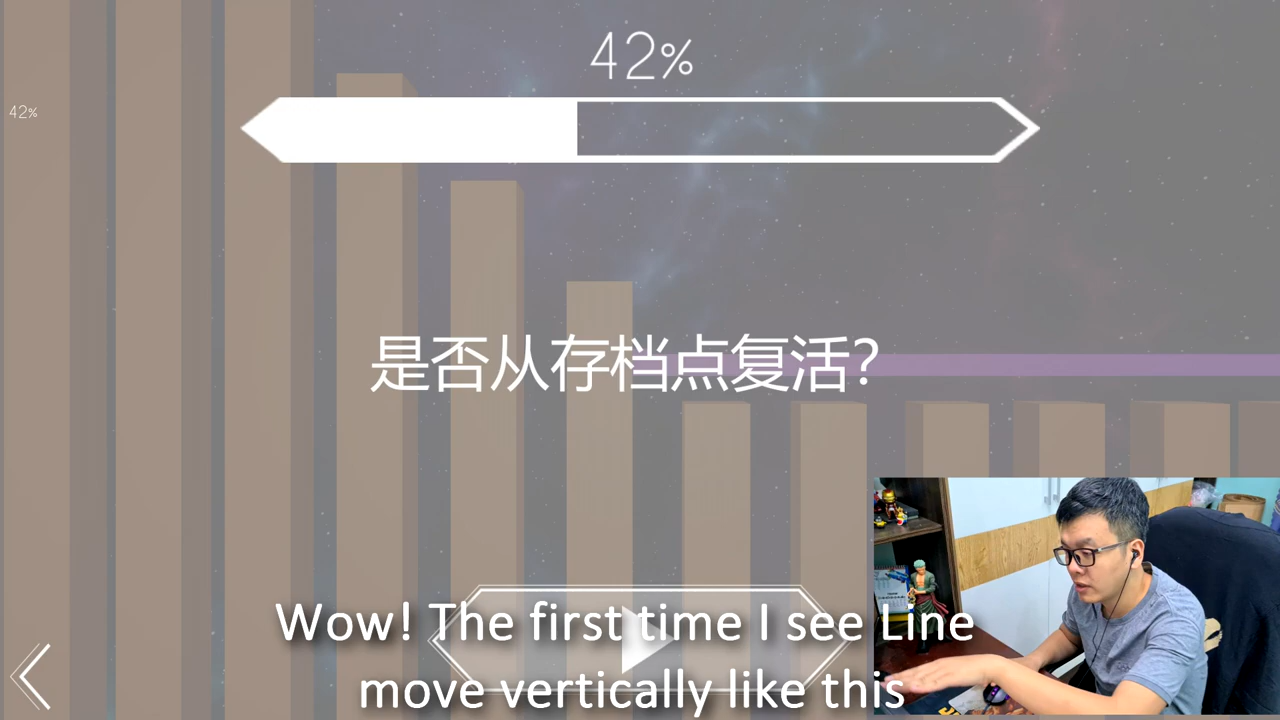 42%
42%
是否从存档点复活?
Wow! The first time I see Line
move vertically like this